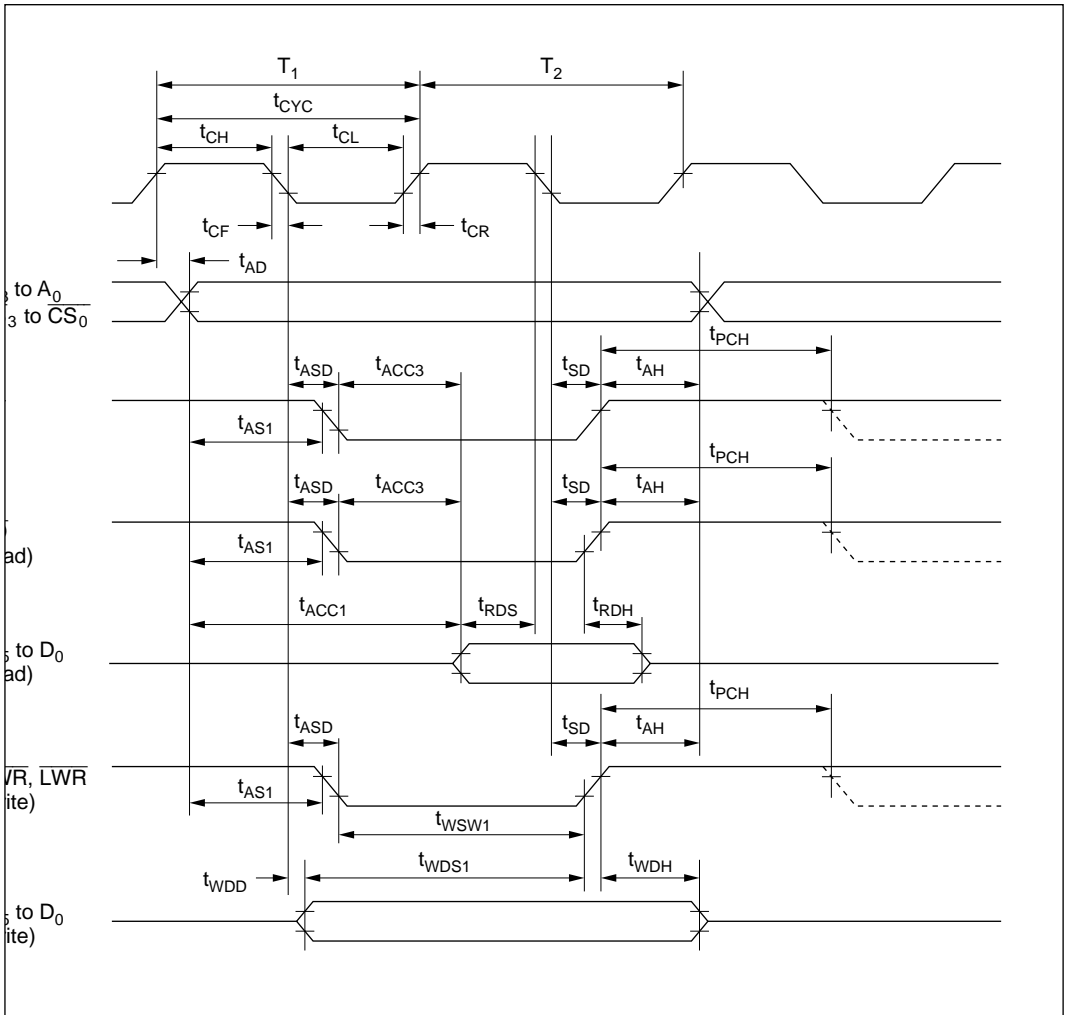 T1 T2
tCYC
tCH tCL
tCF tCR
tAD
to A0
3 to CS0
tPCH
tASD tACC3 tSD tAH
tAS1
tPCH
tASD tACC3 tSD tAH
tAS1
ad)
tACC1 tRDS tRDH
to D0
ad)
tPCH
tASD tSD tAH
WR, LWR
tAS1
ite)
tWSW1
tWDS1 tWDH
tWDD
to D0
ite)